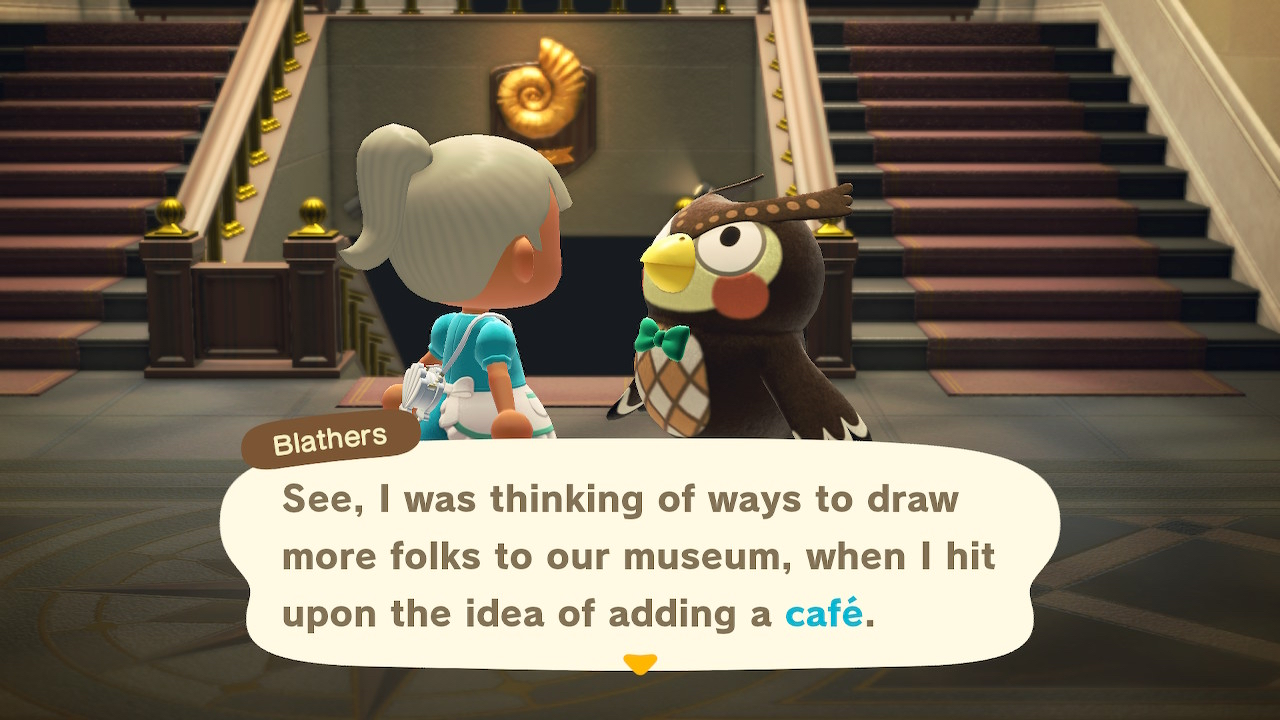 Blathers
See, I was thinking of ways to draw
more folks to our museum, when I hit
upon the idea of adding a café.